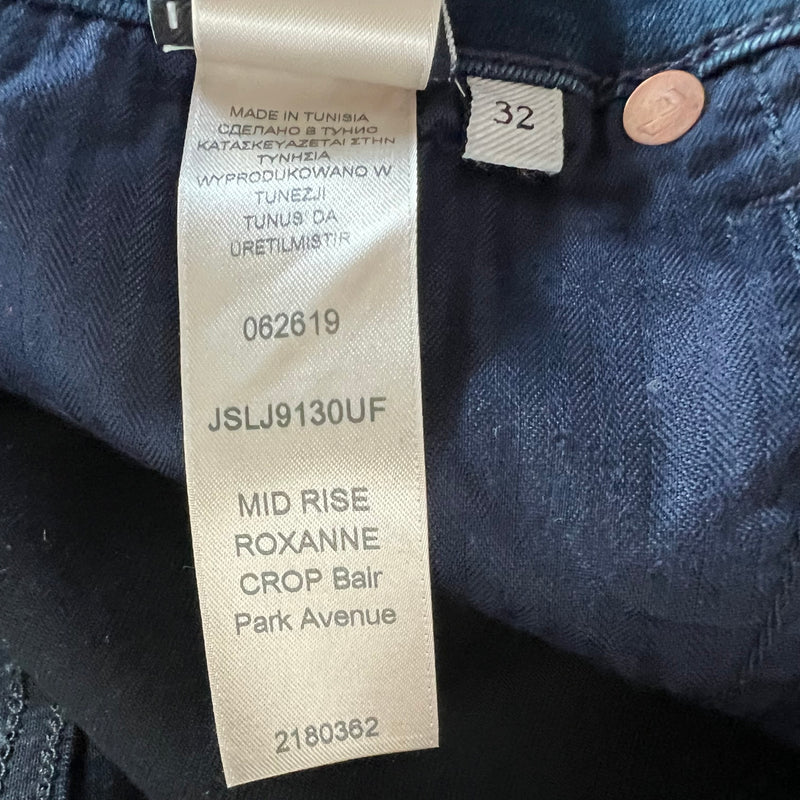 MADE IN TUNISIA
СДЕЛАНО В ТУНИС
ΚΑΤΑΣΚΕΥΑΖΕΤΑΙ ΣΤΗΝ
ΤΥΝΗΣΙΑ
WYPRODUKOWANO W
TUNEZJI
TUNUS DA
URETILMISTIR
062619
JSLJ9130UF
MID RISE
ROXANNE
CROP Bair
Park Avenue
2180362
32